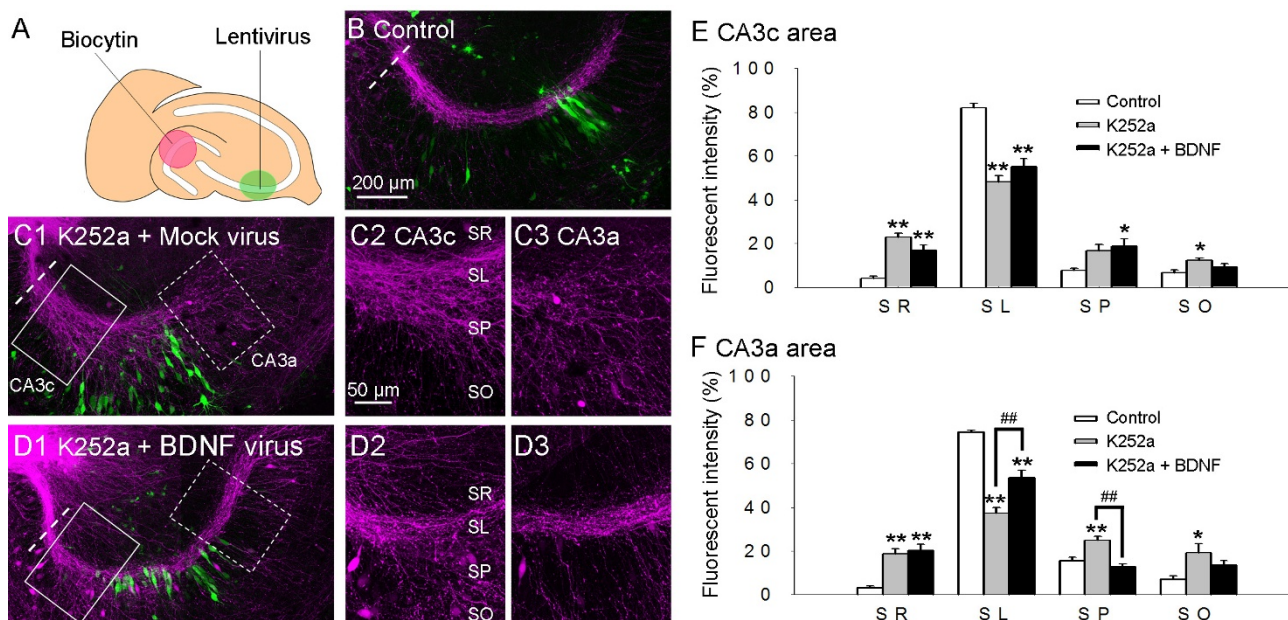 A
Biocytin
Lentivirus
B Control
200 µm
C1 K252a + Mock virus
CA3c
CA3a
C2 CA3c
SR
SL
SP
SO
50 µm
C3 CA3a
D1 K252a + BDNF virus
D2
SR
SL
SP
SO
D3
E CA3c area
Fluorescent intensity (%)
100
80
60
40
20
0
Control
K252a
K252a + BDNF
**
**
**
**
*
*
SR
SL
SP
SO
F CA3a area
Fluorescent intensity (%)
100
80
60
40
20
0
Control
K252a
K252a + BDNF
##
**
**
**
**
##
**
*
SR
SL
SP
SO